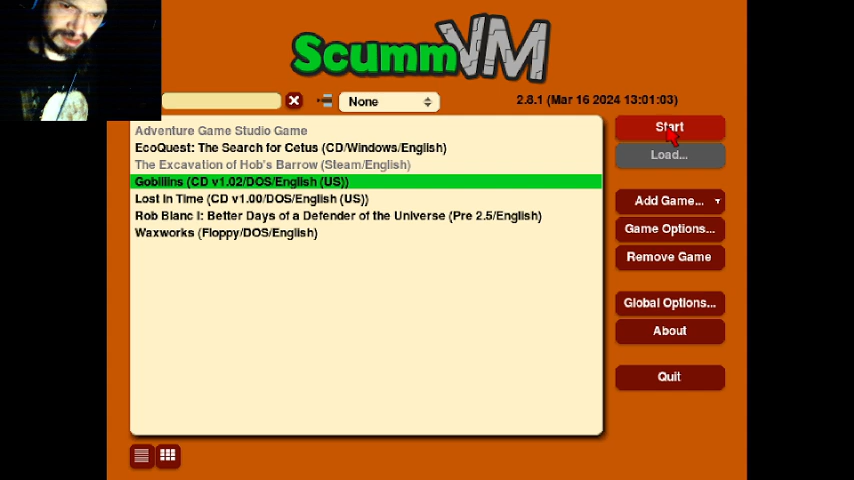 ScummVM
None
2.8.1 (Mar 16 2024 13:01:03)
Adventure Game Studio Game
EcoQuest: The Search for Cetus (CD/Windows/English)
The Excavation of Hob's Barrow (Steam/English)
Gobliiins (CD v1.02/DOS/English (US))
Lost in Time (CD v1.00/DOS/English (US))
Rob Blanc I: Better Days of a Defender of the Universe (Pre 2.5/English)
Waxworks (Floppy/DOS/English)
Start
Load...
Add Game...
Game Options...
Remove Game
Global Options...
About
Quit